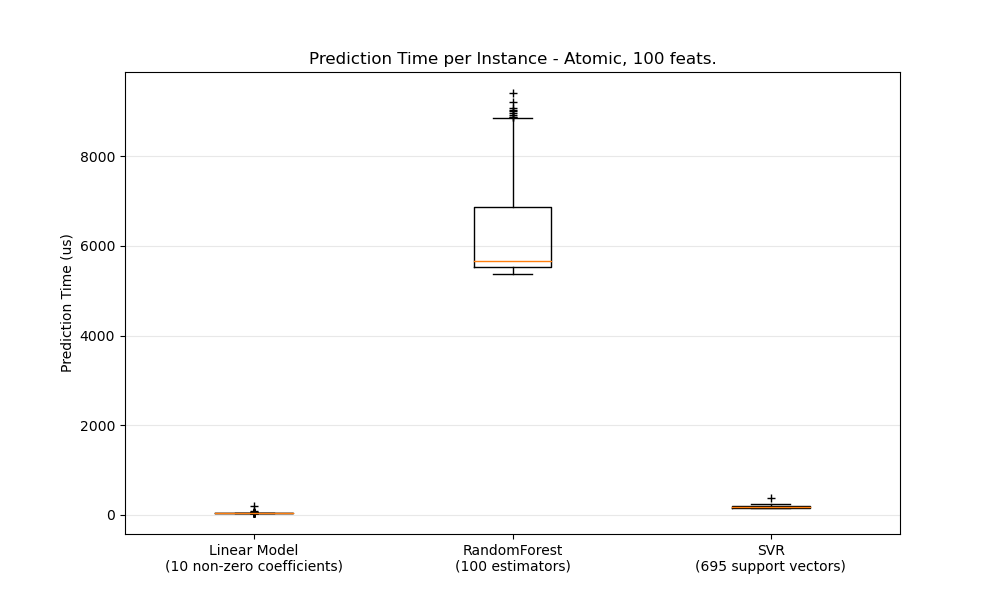 Prediction Time per Instance - Atomic, 100 feats.
Prediction Time (us)
8000
6000
4000
2000
0
Linear Model
(10 non-zero coefficients)
RandomForest
(100 estimators)
SVR
(695 support vectors)